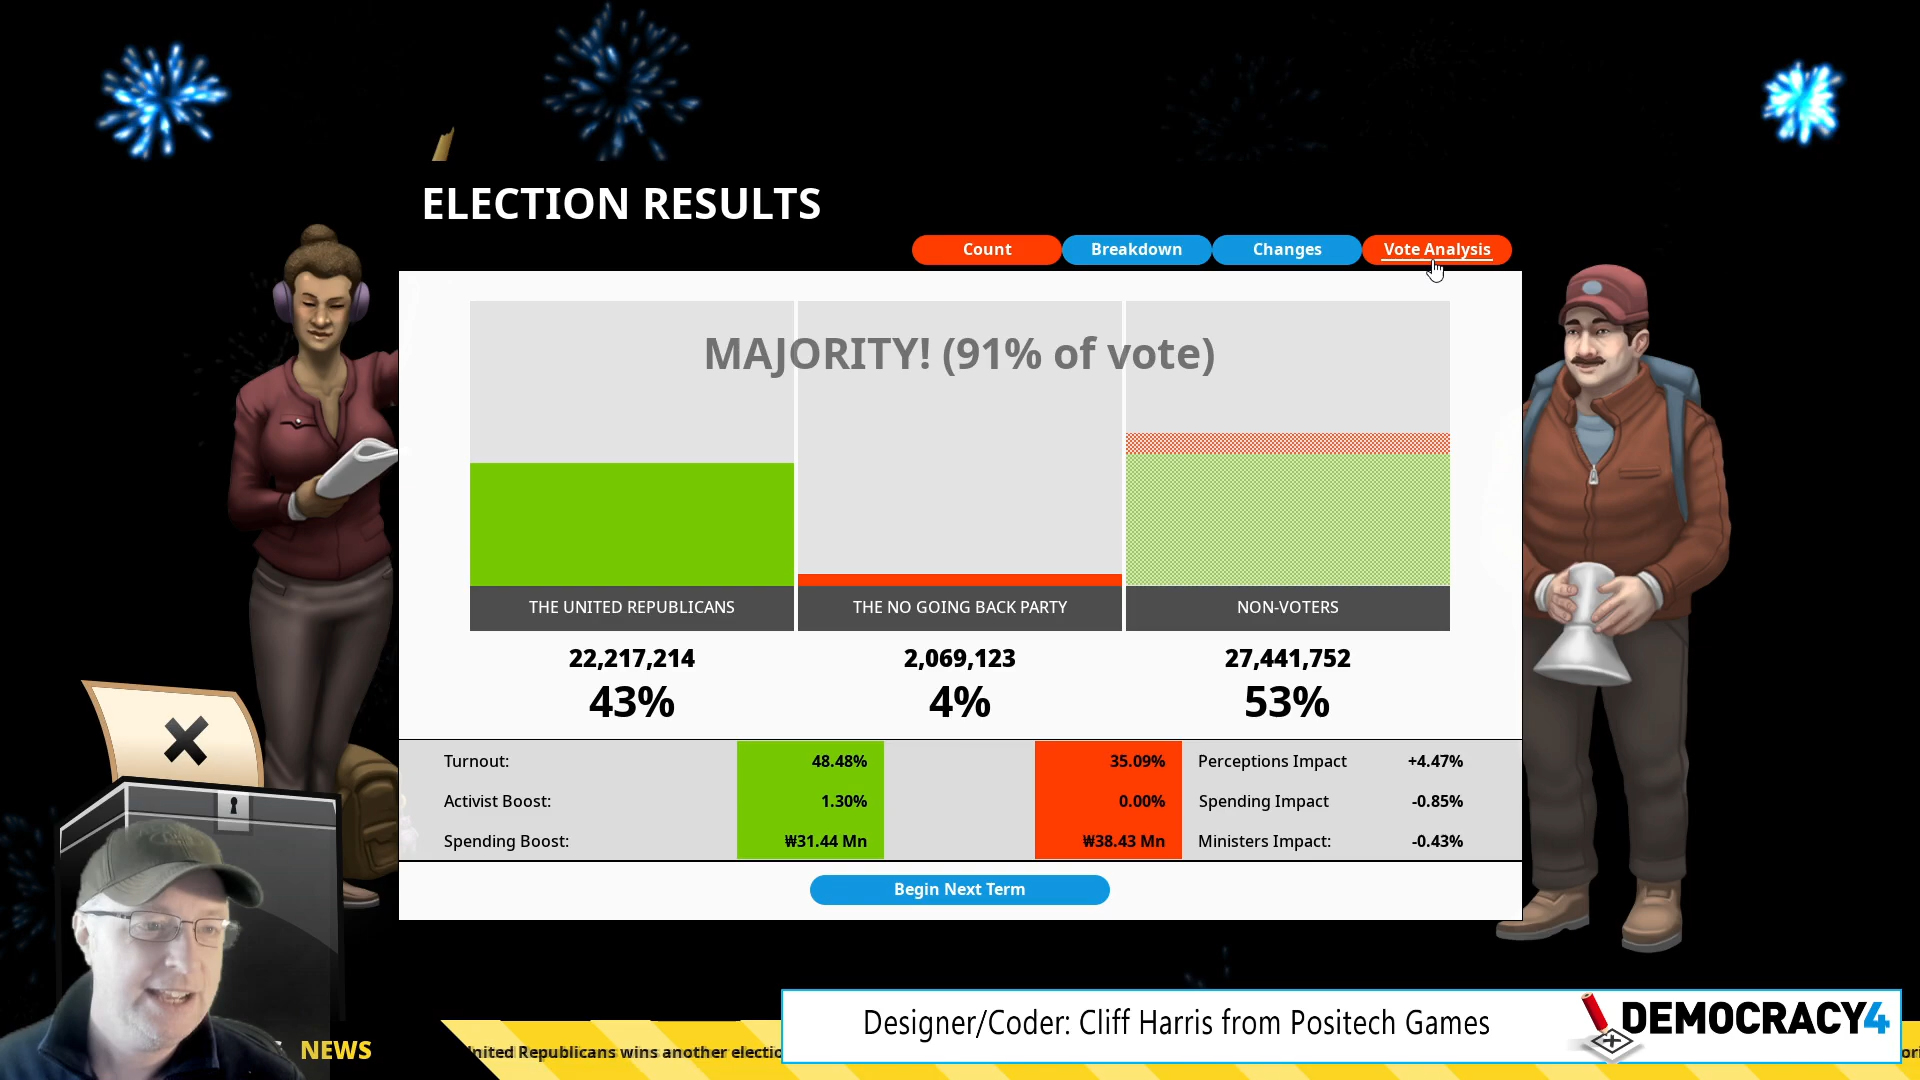 ELECTION RESULTS
Count
Breakdown
Changes
Vote Analysis
MAJORITY! (91% of vote)
THE UNITED REPUBLICANS
THE NO GOING BACK PARTY
NON-VOTERS
22,217,214
2,069,123
27,441,752
43%
4%
53%
Turnout:
48.48%
35.09%
Perceptions Impact
+4.47%
Activist Boost:
1.30%
0.00%
Spending Impact
-0.85%
Spending Boost:
₩31.44 Mn
₩38.43 Mn
Ministers Impact:
-0.43%
Begin Next Term
Designer/Coder: Cliff Harris from Positech Games
DEMOCRACY4
NEWS
Republicans wins another